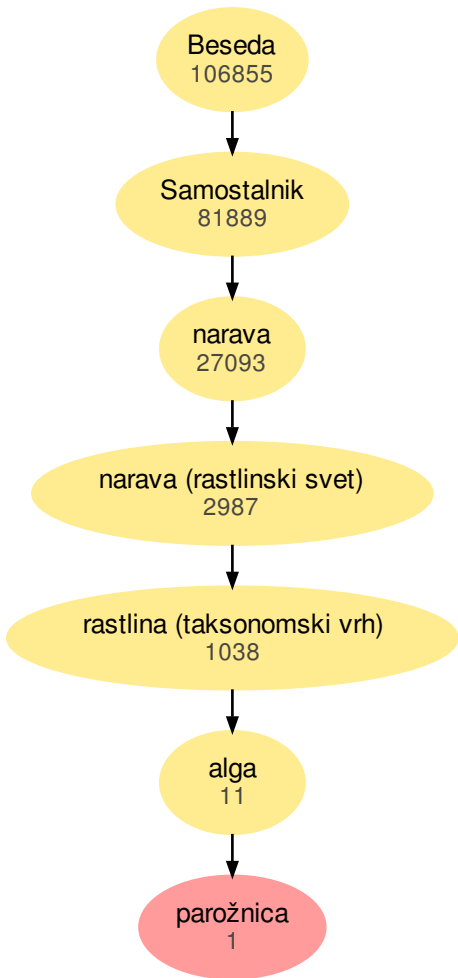 Beseda
106855
Samostalnik
81889
narava
27093
narava (rastlinski svet)
2987
rastlina (taksonomski vrh)
1038
alga
11
parožnica
1